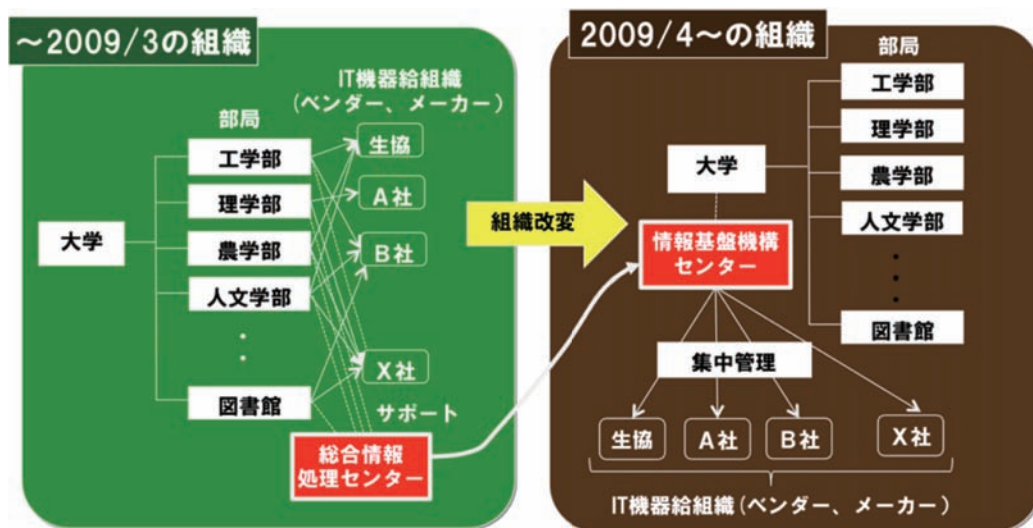 ～2009/3の組織
IT機器給組織
(ベンダー、メーカー)
部局
大学
工学部
理学部
農学部
人文学部
・
・
図書館
生協
A社
B社
X社
サポート
総合情報
処理センター
組織改変
2009/4～の組織
部局
工学部
理学部
農学部
人文学部
・
・
・
・
図書館
大学
情報基盤機構
センター
集中管理
生協
A社
B社
X社
IT機器給組織(ベンダー、メーカー)